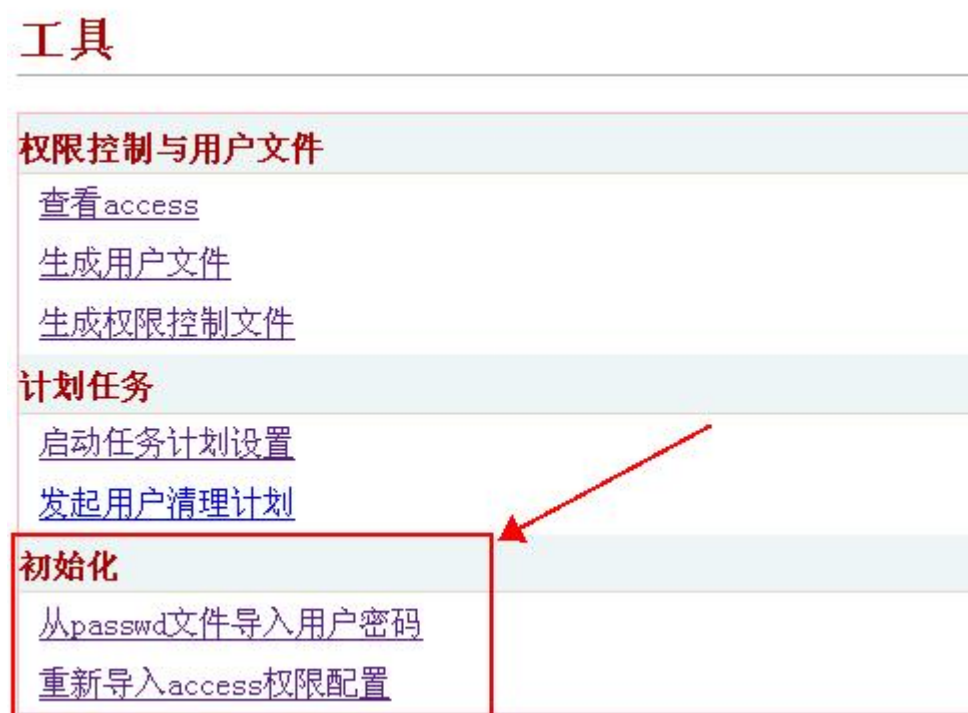 工具
权限控制与用户文件
查看access
生成用户文件
生成权限控制文件
计划任务
启动任务计划设置
发起用户清理计划
初始化
从passwd文件导入用户密码
重新导入access权限配置